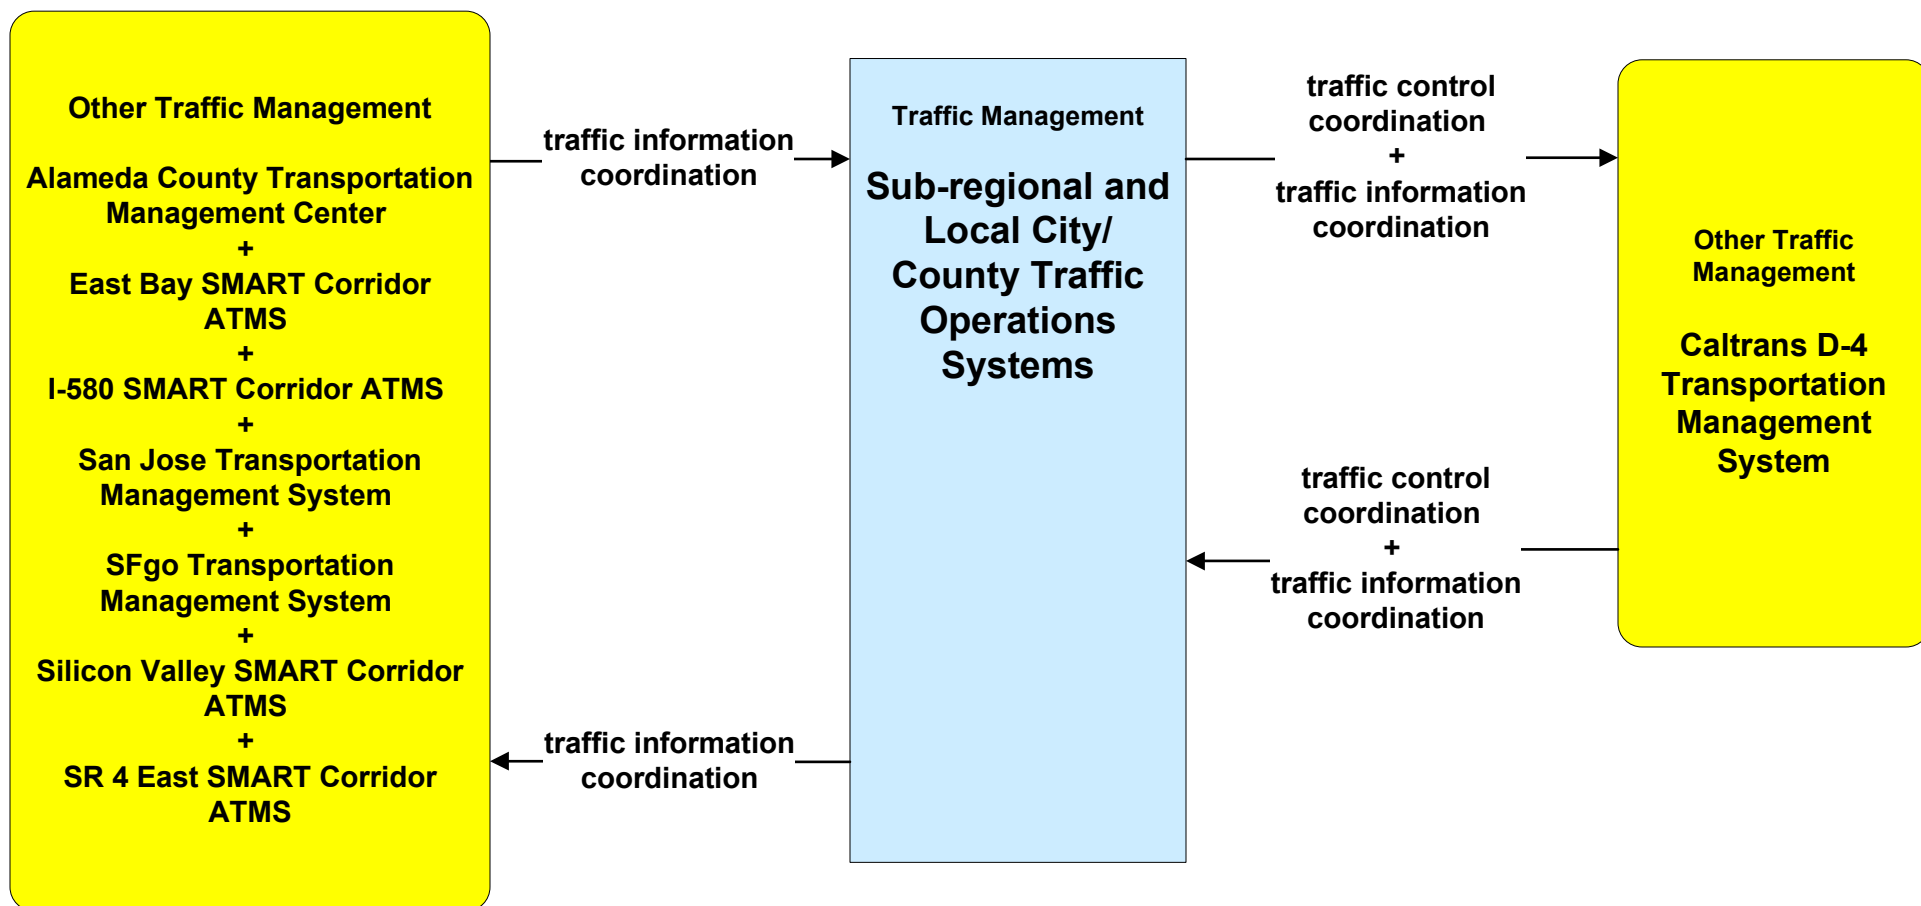 Other Traffic Management
Alameda County Transportation
Management Center
+
East Bay SMART Corridor
ATMS
+
I-580 SMART Corridor ATMS
+
San Jose Transportation
Management System
+
SFgo Transportation
Management System
+
Silicon Valley SMART Corridor
ATMS
+
SR 4 East SMART Corridor
ATMS
traffic information
coordination
traffic information
coordination
Traffic Management
Sub-regional and
Local City/
County Traffic
Operations
Systems
traffic control
coordination
+
traffic information
coordination
traffic control
coordination
+
traffic information
coordination
Other Traffic
Management
Caltrans D-4
Transportation
Management
System